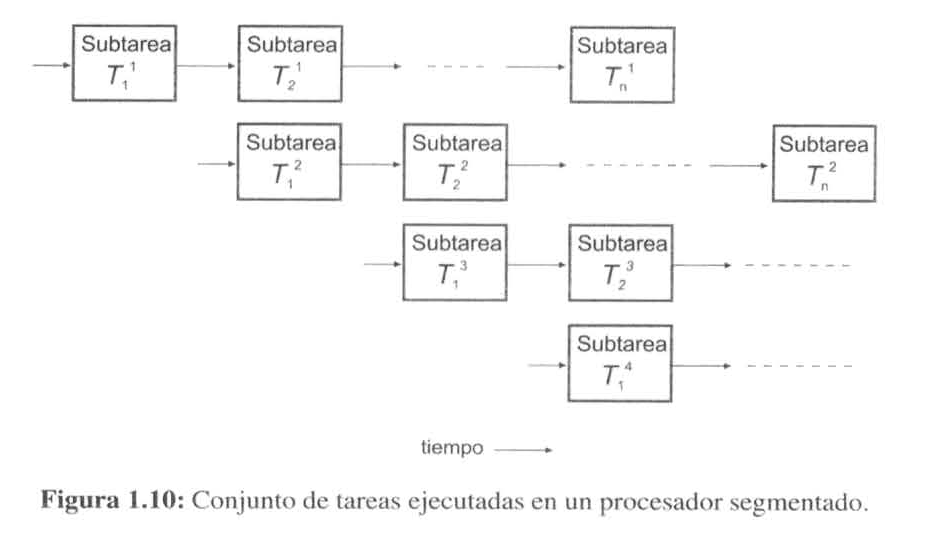 Subtarea Subtarea Subtarea
T₁¹ T₂¹ Tₙ¹
Subtarea Subtarea Subtarea
T₁² T₂² Tₙ²
Subtarea Subtarea
T₁³ T₂³
Subtarea
T₁⁴
tiempo
Figura 1.10: Conjunto de tareas ejecutadas en un procesador segmentado.